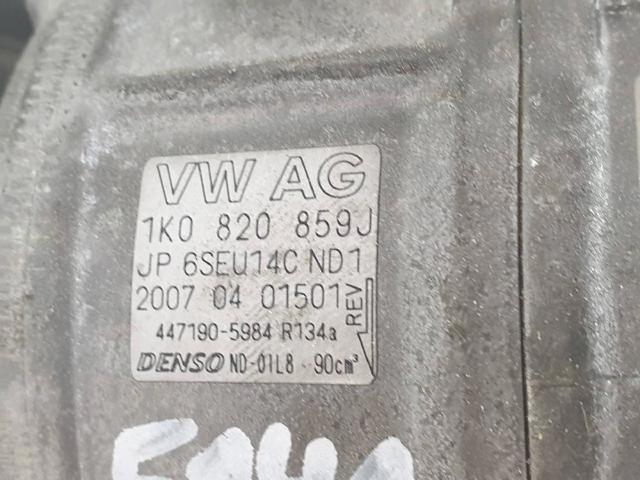 VW AG
1K0 820 859J
JP 6SEU14C ND1
2007 04 01501
REV
447190-5984 R134a
DENSO ND-OIL8 90cm³